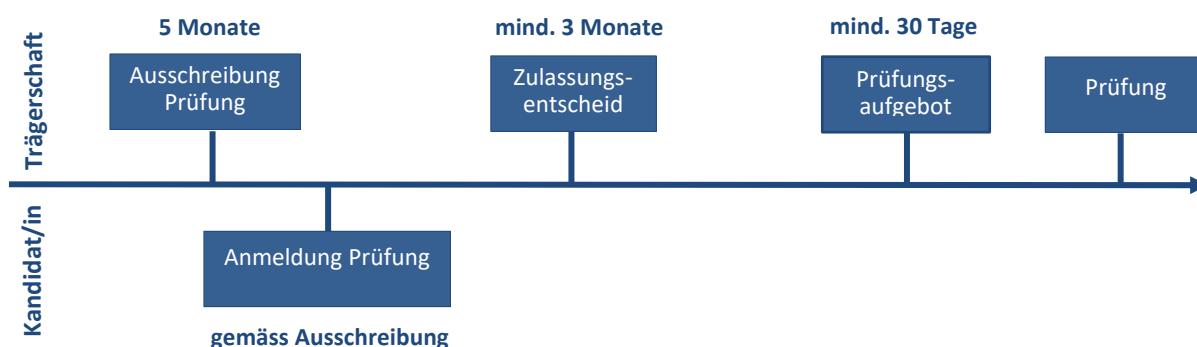 Trägerschaft
5 Monate
Ausschreibung
Prüfung
mind. 3 Monate
Zulassungs-
entscheid
mind. 30 Tage
Prüfungs-
aufgebot
Prüfung
Kandidat/in
Anmeldung Prüfung
gemäss Ausschreibung